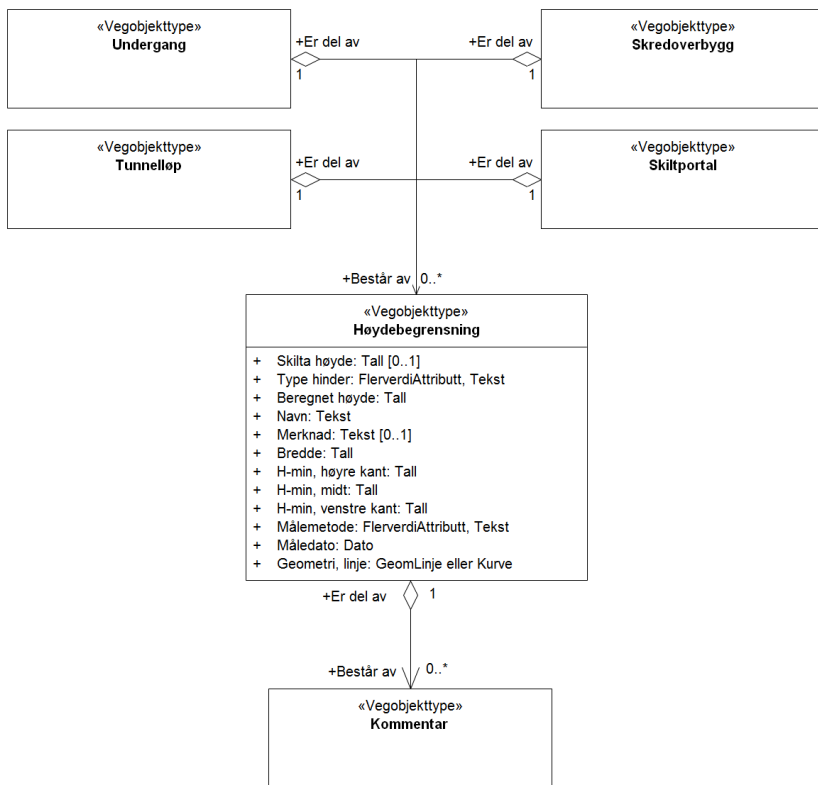 «Vegobjekttype»
Undergang
+Er del av
1
+Er del av
1
«Vegobjekttype»
Skredoverbygg
«Vegobjekttype»
Tunnelløp
+Er del av
1
+Er del av
1
«Vegobjekttype»
Skiltportal
+Består av 0..*
«Vegobjekttype»
Høydebegrensning
+ Skilta høyde: Tall [0..1]
+ Type hinder: FlerverdiAttributt, Tekst
+ Beregnet høyde: Tall
+ Navn: Tekst
+ Merknad: Tekst [0..1]
+ Bredde: Tall
+ H-min, høyre kant: Tall
+ H-min, midt: Tall
+ H-min, venstre kant: Tall
+ Målemetode: FlerverdiAttributt, Tekst
+ Måledato: Dato
+ Geometri, linje: GeomLinje eller Kurve
+Er del av 1
+Består av 0..*
«Vegobjekttype»
Kommentar